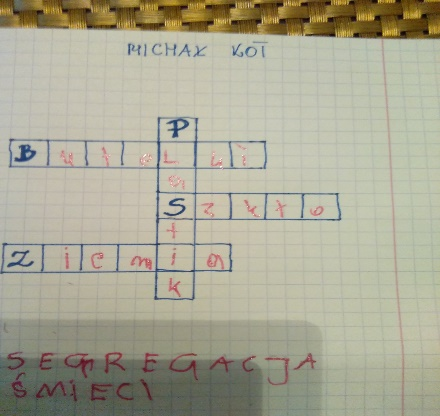 MICHAŁ KOT
P
ButeLki
a
Szkło
t
Ziemia
k
SEGREGACJA
ŚMIECI